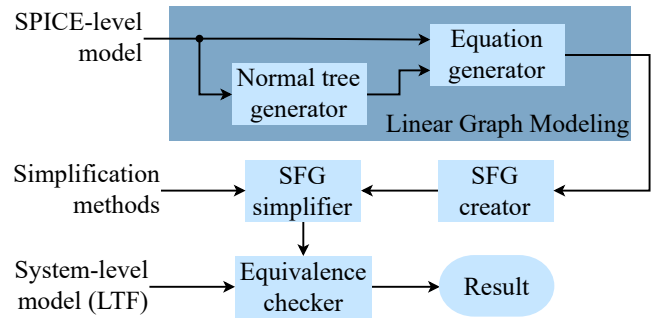 SPICE-level
model
Normal tree
generator
Equation
generator
Linear Graph Modeling
Simplification
methods
SFG
simplifier
SFG
creator
System-level
model (LTF)
Equivalence
checker
Result